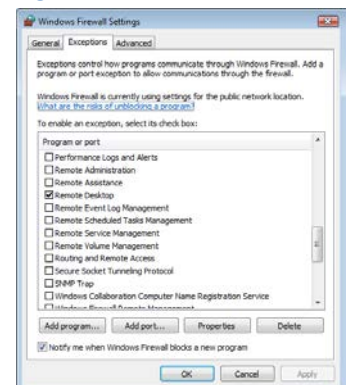 Windows Firewall Settings
General Exceptions Advanced
Exceptions control how programs communicate through Windows Firewall. Add a
program or port exception to allow communications through the firewall.
Windows Firewall is currently using settings for the public network location.
What are the risks of unblocking a program?
To enable an exception, select its check box:
Program or port
Performance Logs and Alerts
Remote Administration
Remote Assistance
Remote Desktop
Remote Event Log Management
Remote Scheduled Tasks Management
Remote Service Management
Remote Volume Management
Routing and Remote Access
Secure Socket Tunneling Protocol
SNMP Trap
Windows Collaboration Computer Name Registration Service
Windows Firewall Remote Management
Add program... Add port... Properties Delete
Notify me when Windows Firewall blocks a new program
OK Cancel Apply